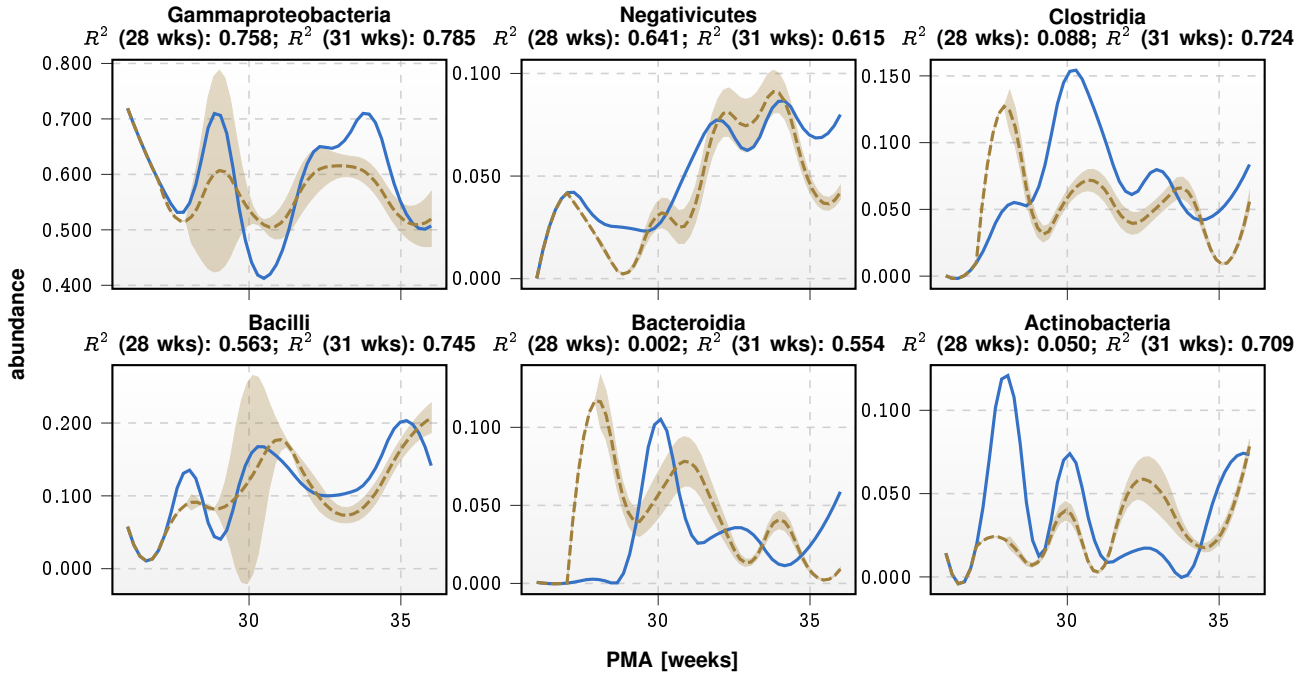 Gammaproteobacteria
R² (28 wks): 0.758; R² (31 wks): 0.785
Negativicutes
R² (28 wks): 0.641; R² (31 wks): 0.615
Clostridia
R² (28 wks): 0.088; R² (31 wks): 0.724
0.800
0.700
0.600
0.500
0.400
0.100
0.050
0.000
0.150
0.100
0.050
0.000
abundance
Bacilli
R² (28 wks): 0.563; R² (31 wks): 0.745
Bacteroidia
R² (28 wks): 0.002; R² (31 wks): 0.554
Actinobacteria
R² (28 wks): 0.050; R² (31 wks): 0.709
0.200
0.100
0.000
0.100
0.050
0.000
0.100
0.050
0.000
30 35
30 35
30 35
PMA [weeks]